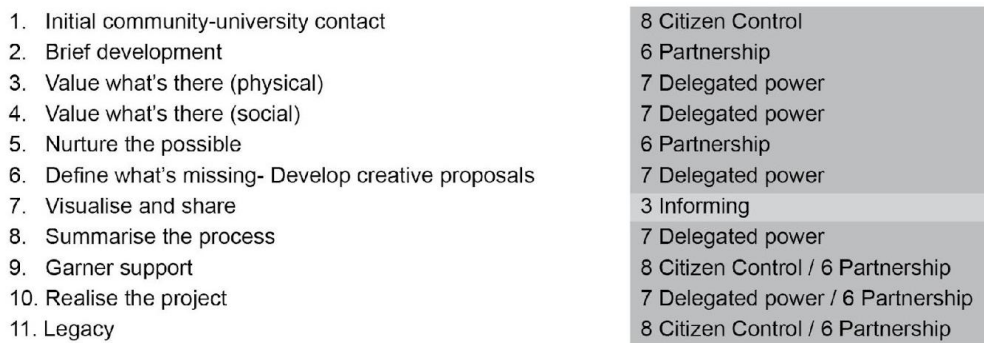 1. Initial community-university contact 8 Citizen Control
2. Brief development 6 Partnership
3. Value what's there (physical) 7 Delegated power
4. Value what's there (social) 7 Delegated power
5. Nurture the possible 6 Partnership
6. Define what's missing- Develop creative proposals 7 Delegated power
7. Visualise and share 3 Informing
8. Summarise the process 7 Delegated power
9. Garner support 8 Citizen Control / 6 Partnership
10. Realise the project 7 Delegated power / 6 Partnership
11. Legacy 8 Citizen Control / 6 Partnership